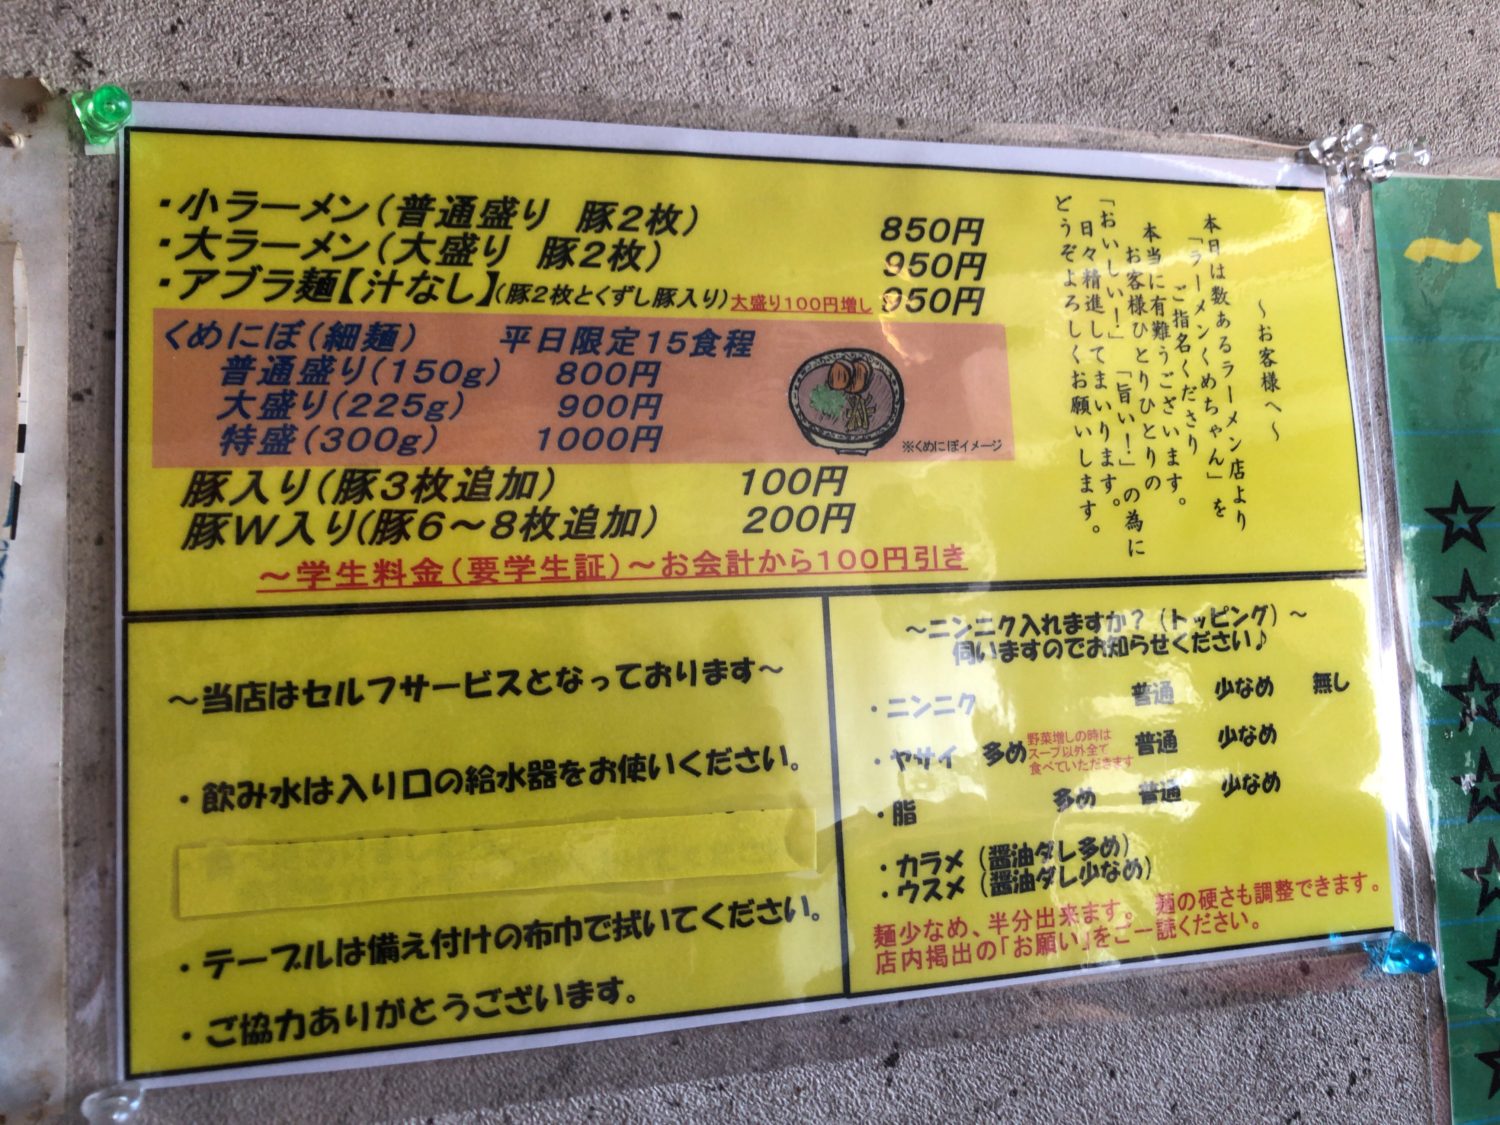 ・小ラーメン(普通盛り 豚2枚) 850円
・大ラーメン(大盛り 豚2枚) 950円
・アブラ麺【汁なし】(豚2枚とくずし豚入り)大盛り100円増し 950円
くめにぼ(細麺) 平日限定15食程
普通盛り(150g) 800円
大盛り(225g) 900円
特盛(300g) 1000円
※くめにぼイメージ
豚入り(豚3枚追加) 100円
豚W入り(豚6～8枚追加) 200円
～学生料金(要学生証)～お会計から100円引き
～お客様へ～
本日は数あるラーメン店より
「ラーメンくめちゃん」を
ご指名くださり
本当に有難うございます。
お客様ひとりひとりの
「おいしい!」「旨い!」の為に
日々精進してまいります。
どうぞよろしくお願いします。
～当店はセルフサービスとなっております～
・飲み水は入り口の給水器をお使いください。
・テーブルは備え付けの布巾で拭いてください。
・ご協力ありがとうございます。
～ニンニク入れますか?(トッピング)～
伺いますのでお知らせください♪
・ニンニク 普通 少なめ 無し
・ヤサイ 多め 野菜増しの時は
スープ以外全て
食べていただきます 普通 少なめ
・脂 多め 普通 少なめ
・カラメ(醤油ダレ多め)
・ウスメ(醤油ダレ少なめ)
麺少なめ、半分出来ます。 麺の硬さも調整できます。
店内掲出の「お願い」をご一読ください。
～
☆
☆
☆
☆
☆
☆
☆